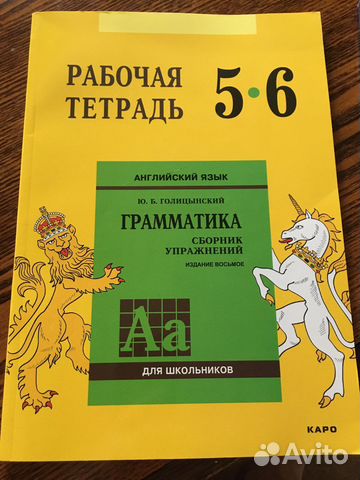 РАБОЧАЯ
ТЕТРАДЬ 5·6
АНГЛИЙСКИЙ ЯЗЫК
Ю. Б. ГОЛИЦЫНСКИЙ
ГРАММАТИКА
СБОРНИК
УПРАЖНЕНИЙ
ИЗДАНИЕ ВОСЬМОЕ
Aa
ДЛЯ ШКОЛЬНИКОВ
КАРО
Avito